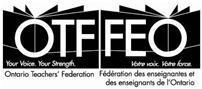 OTF FEO
Your Voice. Your Strength. Votre voix. Votre force.
Ontario Teachers' Federation
Fédération des enseignantes et
des enseignants de l'Ontario